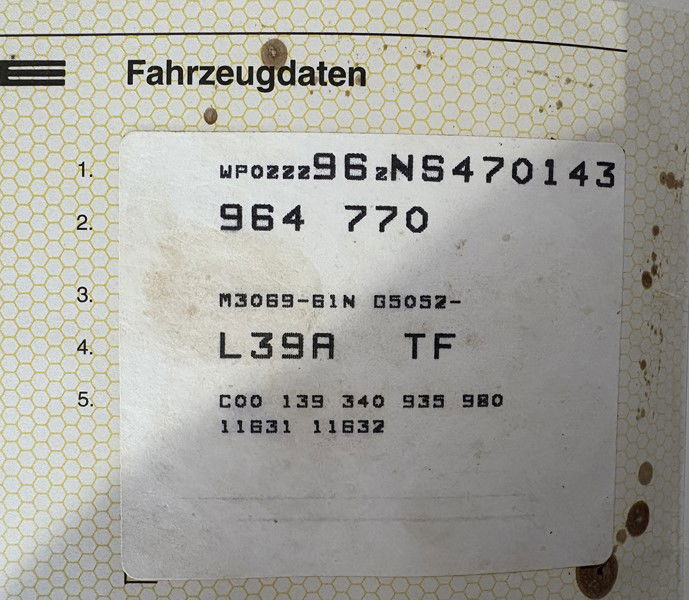 Fahrzeugdaten
1. WP0ZZZ96ZNS470143
2. 964 770
3. M3069-61N G5052-
4. L39A TF
5. C00 139 340 935 980
11631 11632